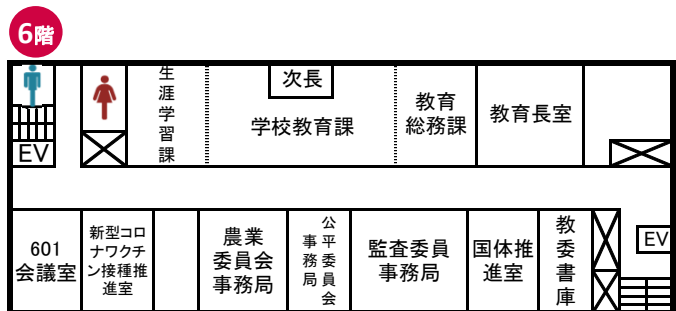 6階
生涯学習課
次長
学校教育課
教育
総務課
教育長室
EV
601
会議室
新型コロ
ナワクチ
ン接種推
進室
農業
委員会
事務局
公平委員会
事務局
監査委員
事務局
国体推
進室
教委書庫
EV